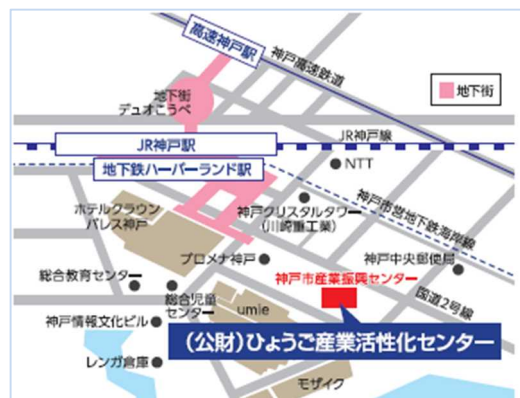 高速神戸駅
神戸高速鉄道
地下街
デュオこうべ
地下街
JR神戸駅
JR神戸線
地下鉄ハーバーランド駅
NTT
神戸市営地下鉄海岸線
ホテルクラウン
パレス神戸
神戸クリスタルタワー
(川崎重工業)
プロメナ神戸
神戸中央郵便局
神戸市産業振興センター
総合教育センター
国道2号線
総合児童
センター
umie
神戸情報文化ビル
(公財)ひょうご産業活性化センター
レンガ倉庫
モザイク